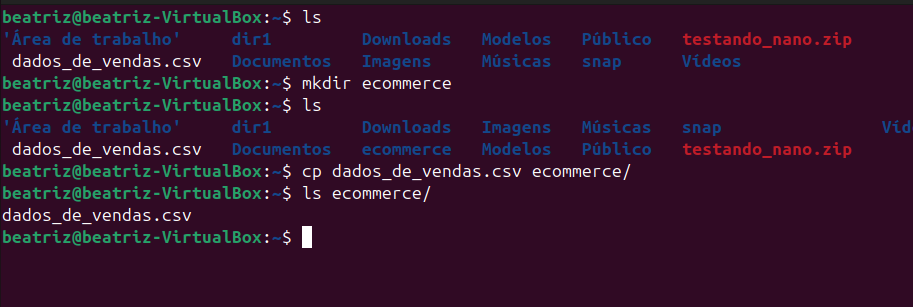 beatriz@beatriz-VirtualBox:~$ ls
'Área de trabalho' dir1 Downloads Modelos Público testando_nano.zip
dados_de_vendas.csv Documentos Imagens Músicas snap Vídeos
beatriz@beatriz-VirtualBox:~$ mkdir ecommerce
beatriz@beatriz-VirtualBox:~$ ls
'Área de trabalho' dir1 Downloads Imagens Músicas snap Víd
dados_de_vendas.csv Documentos ecommerce Modelos Público testando_nano.zip
beatriz@beatriz-VirtualBox:~$ cp dados_de_vendas.csv ecommerce/
beatriz@beatriz-VirtualBox:~$ ls ecommerce/
dados_de_vendas.csv
beatriz@beatriz-VirtualBox:~$